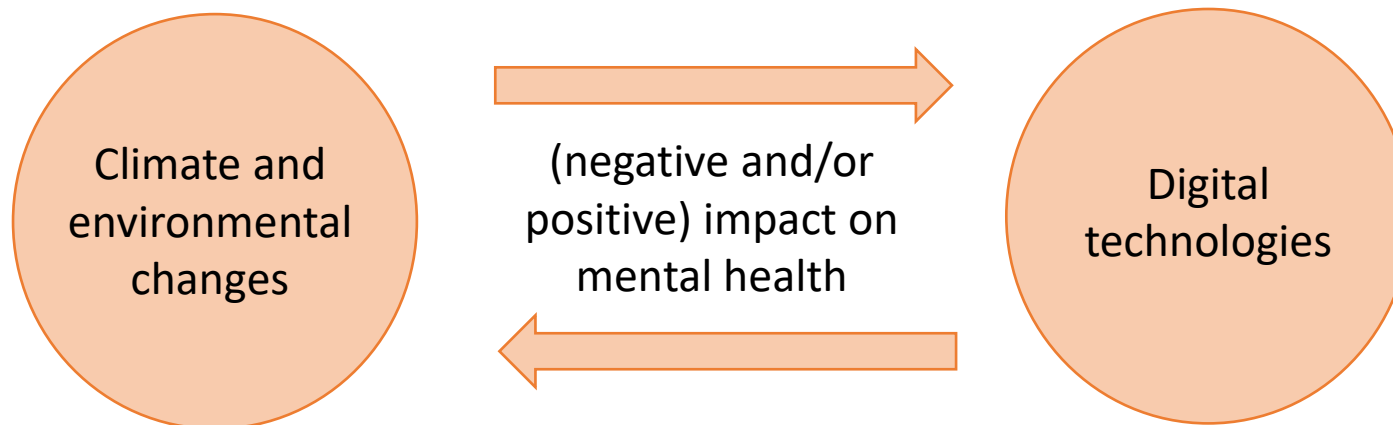 Climate and
environmental
changes
(negative and/or
positive) impact on
mental health
Digital
technologies